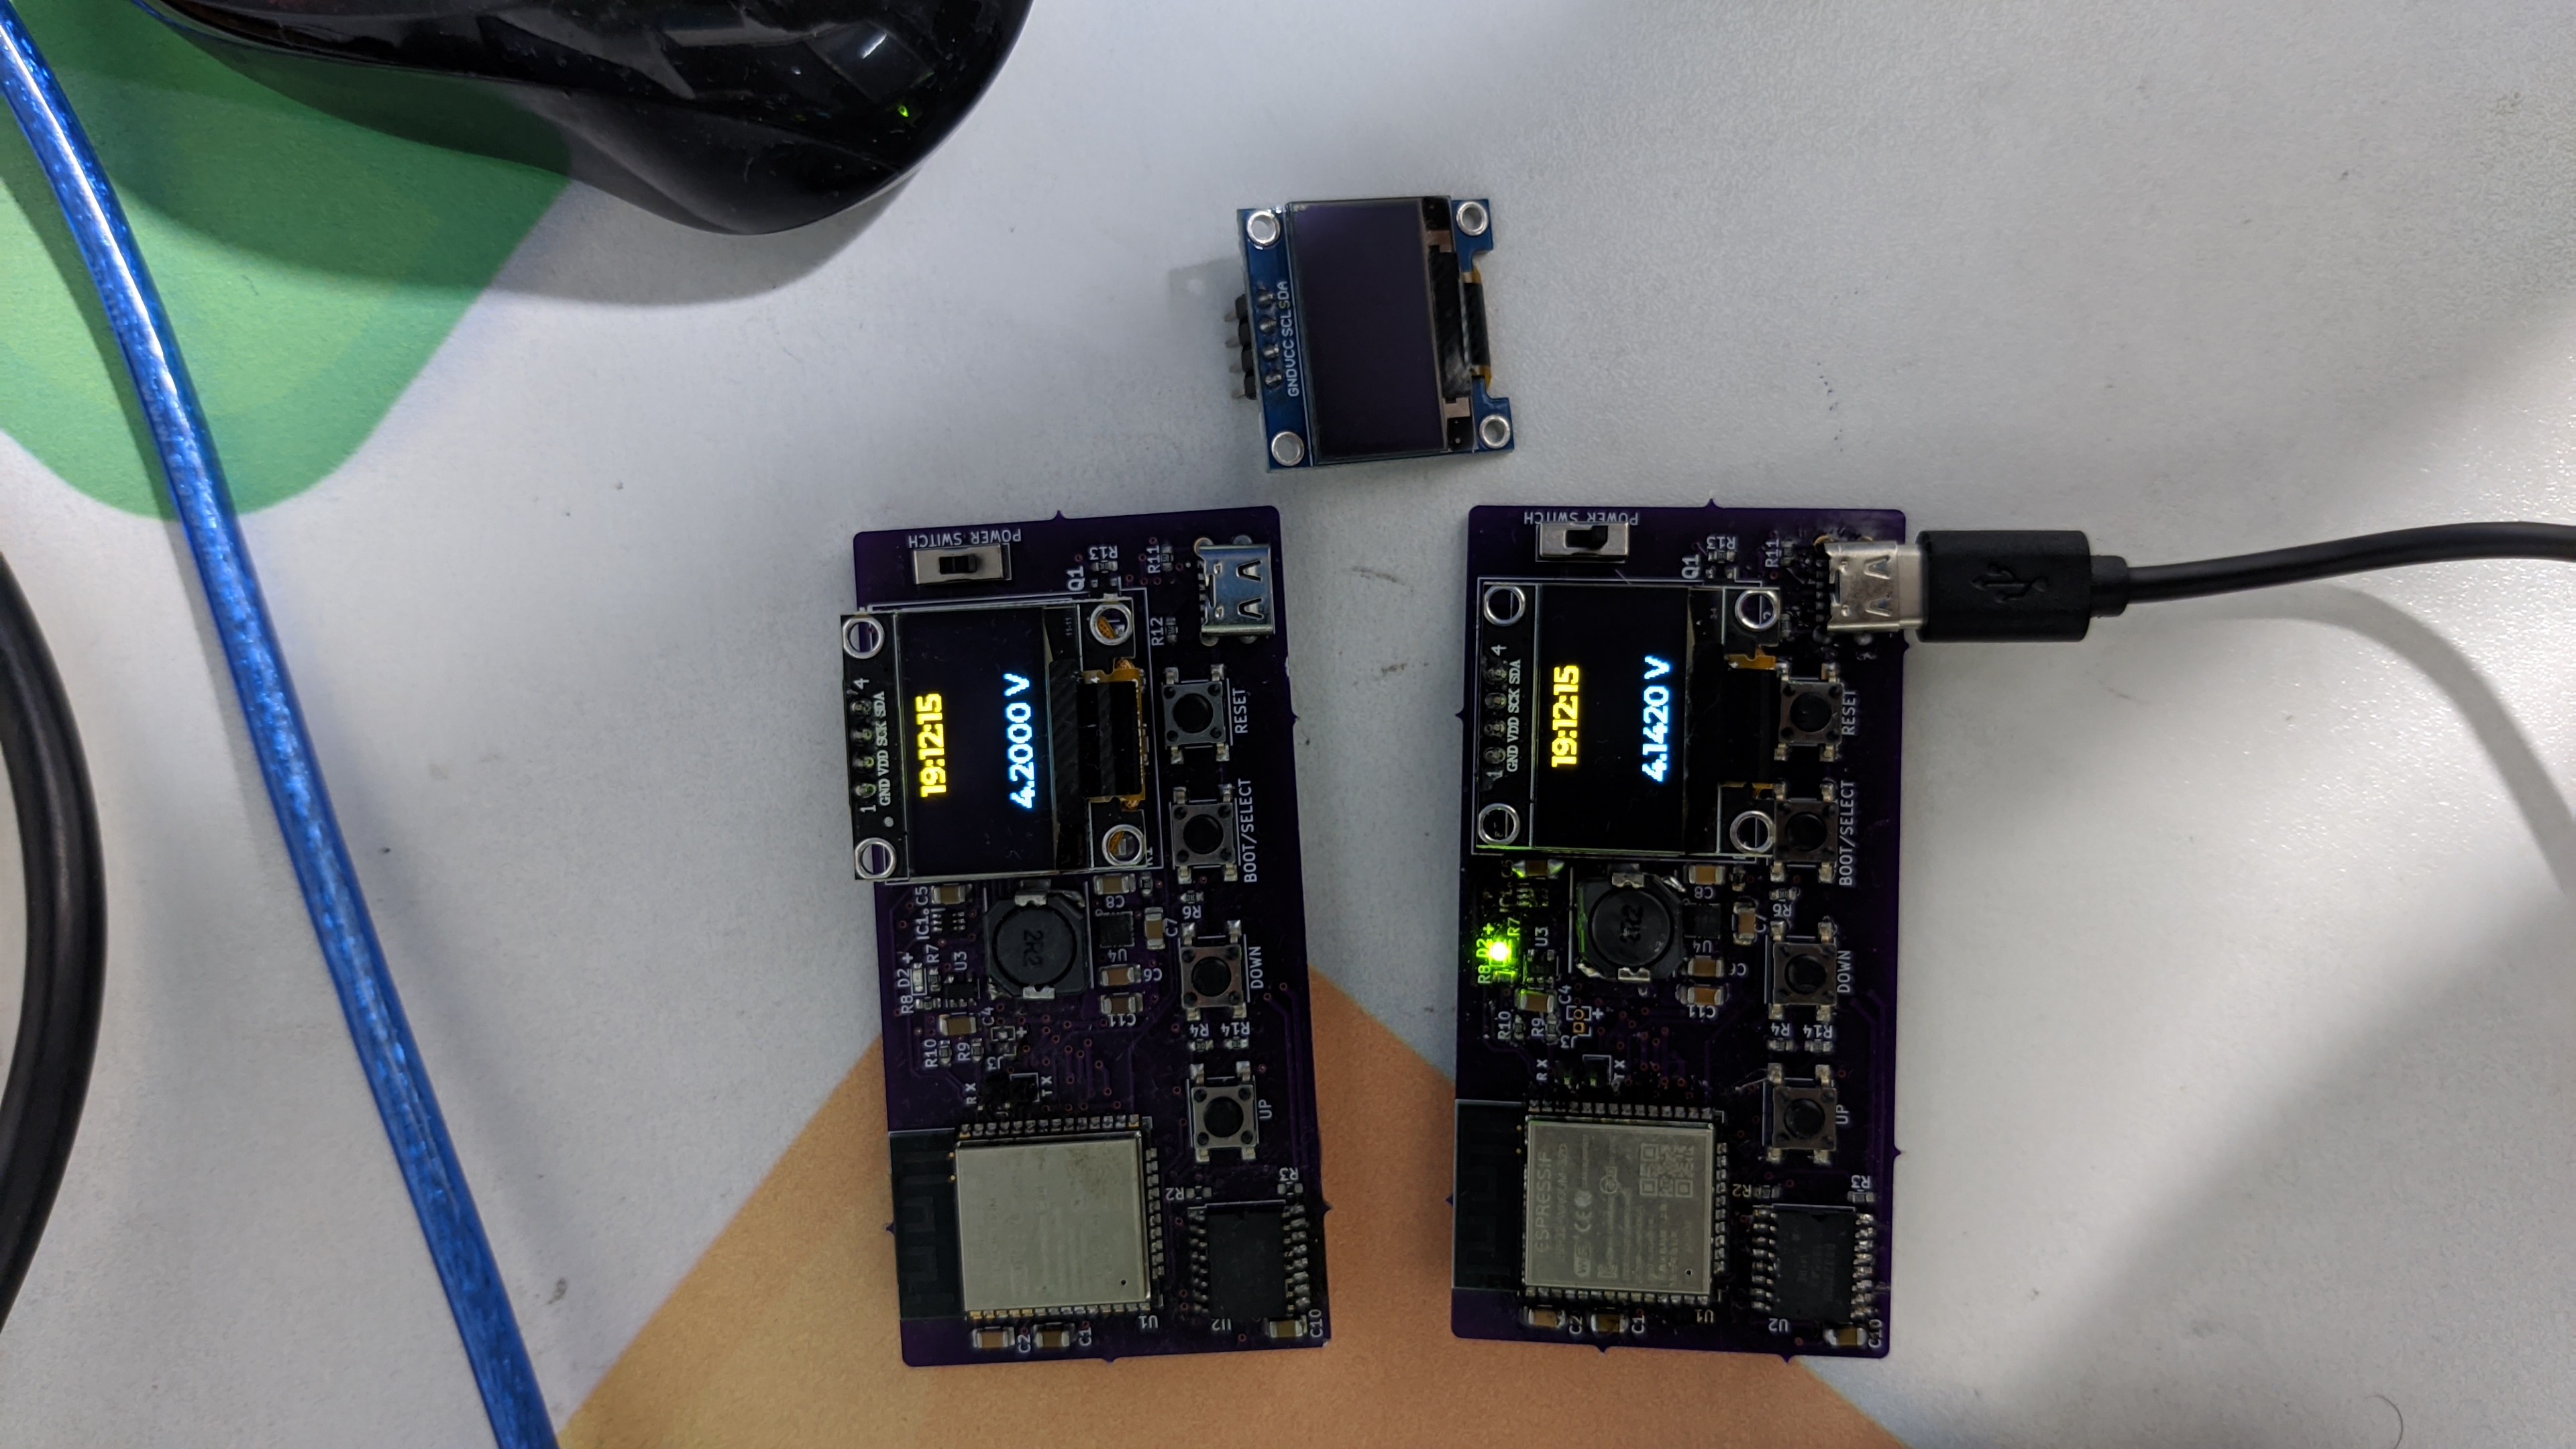 GND VCC SCL SDA
POWER SWITCH
R13
Q1
R11
R12
4
1
GND VDD SCK SDA
19:12:15
4.2000 V
RESET
BOOT/SELECT
C5
IC1
C8
R6
C7
R7
D2 +
R8
U3
U4
C6
DOWN
2R2
C4
+
C11
R10
R9
R4
R14
RX
TX
UP
R2
R3
U1
U2
C2
C1
C10
POWER SWITCH
R13
Q1
R11
4
1
GND VDD SCK SDA
19:12:15
4.1420 V
RESET
BOOT/SELECT
C8
R6
C7
R7
D2 +
R8
U3
U4
2R2
DOWN
C4
+
C11
R10
R9
R4
R14
RX
TX
UP
ESPRESSIF
R2
R3
U1
U2
C2
C1
C10